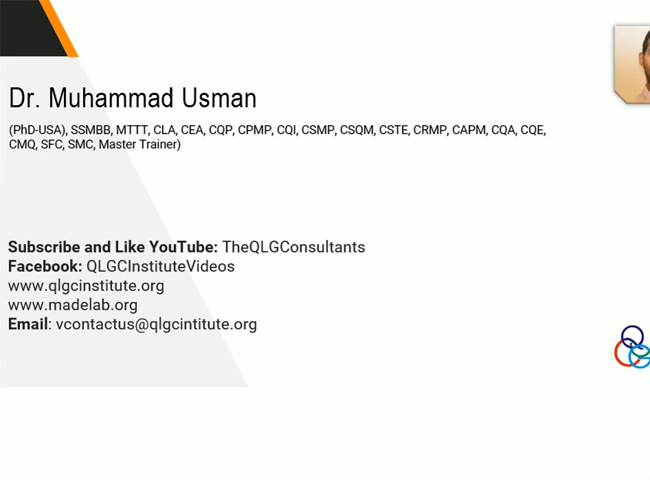 Dr. Muhammad Usman
(PhD-USA), SSMBB, MTTT, CLA, CEA, CQP, CPMP, CQI, CSMP, CSQM, CSTE, CRMP, CAPM, CQA, CQE,
CMQ, SFC, SMC, Master Trainer)
Subscribe and Like YouTube: TheQLGConsultants
Facebook: QLGCInstituteVideos
www.qlgcinstitute.org
www.madelab.org
Email: vcontactus@qlgcintitute.org